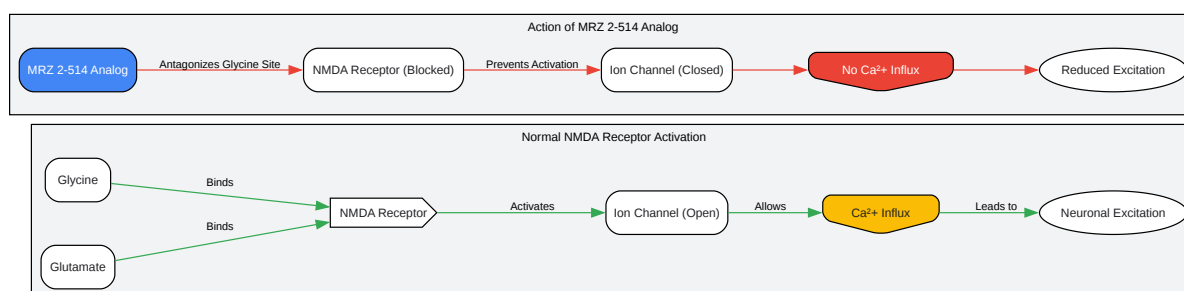 Action of MRZ 2-514 Analog
MRZ 2-514 Analog
Antagonizes Glycine Site
NMDA Receptor (Blocked)
Prevents Activation
Ion Channel (Closed)
No Ca²+ Influx
Reduced Excitation
Normal NMDA Receptor Activation
Glycine
Binds
Glutamate
Binds
NMDA Receptor
Activates
Ion Channel (Open)
Allows
Ca²+ Influx
Leads to
Neuronal Excitation